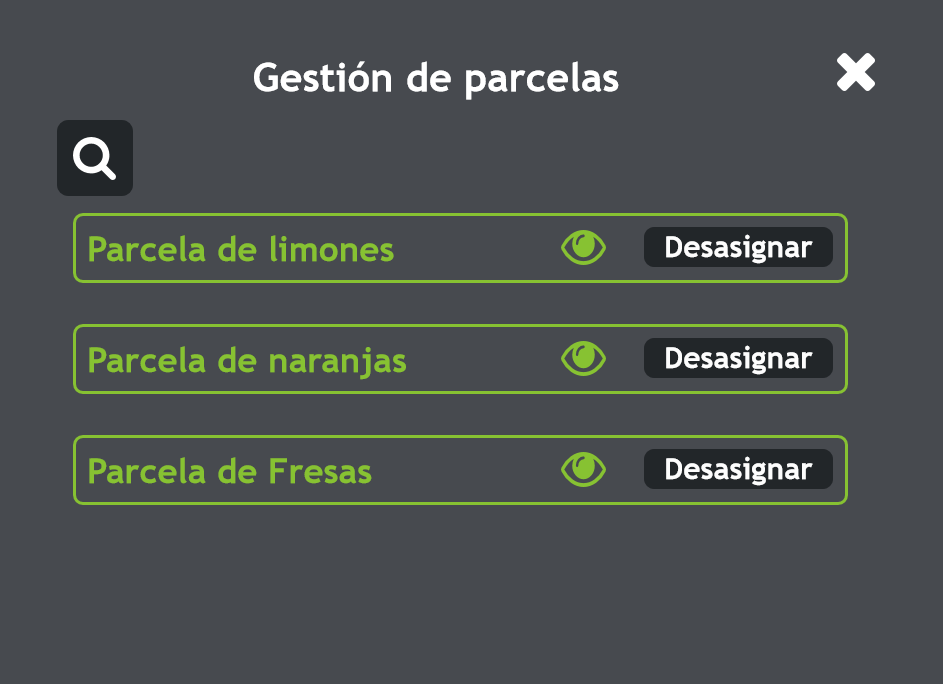 Gestión de parcelas
Parcela de limones Desasignar
Parcela de naranjas Desasignar
Parcela de Fresas Desasignar